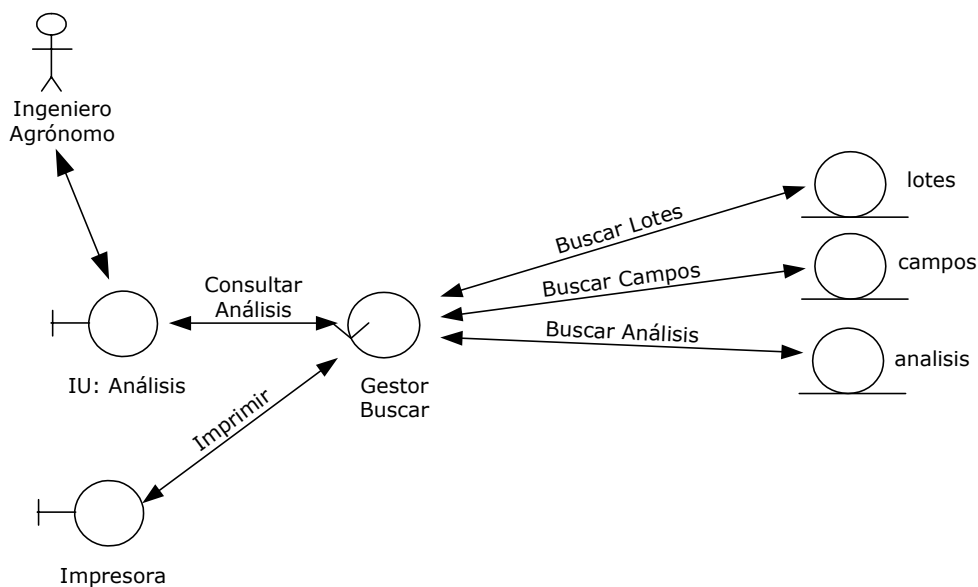 Ingeniero
Agrónomo
lotes
Buscar Lotes
campos
Buscar Campos
Consultar
Análisis
Buscar Análisis
analisis
IU: Análisis
Gestor
Buscar
Imprimir
Impresora